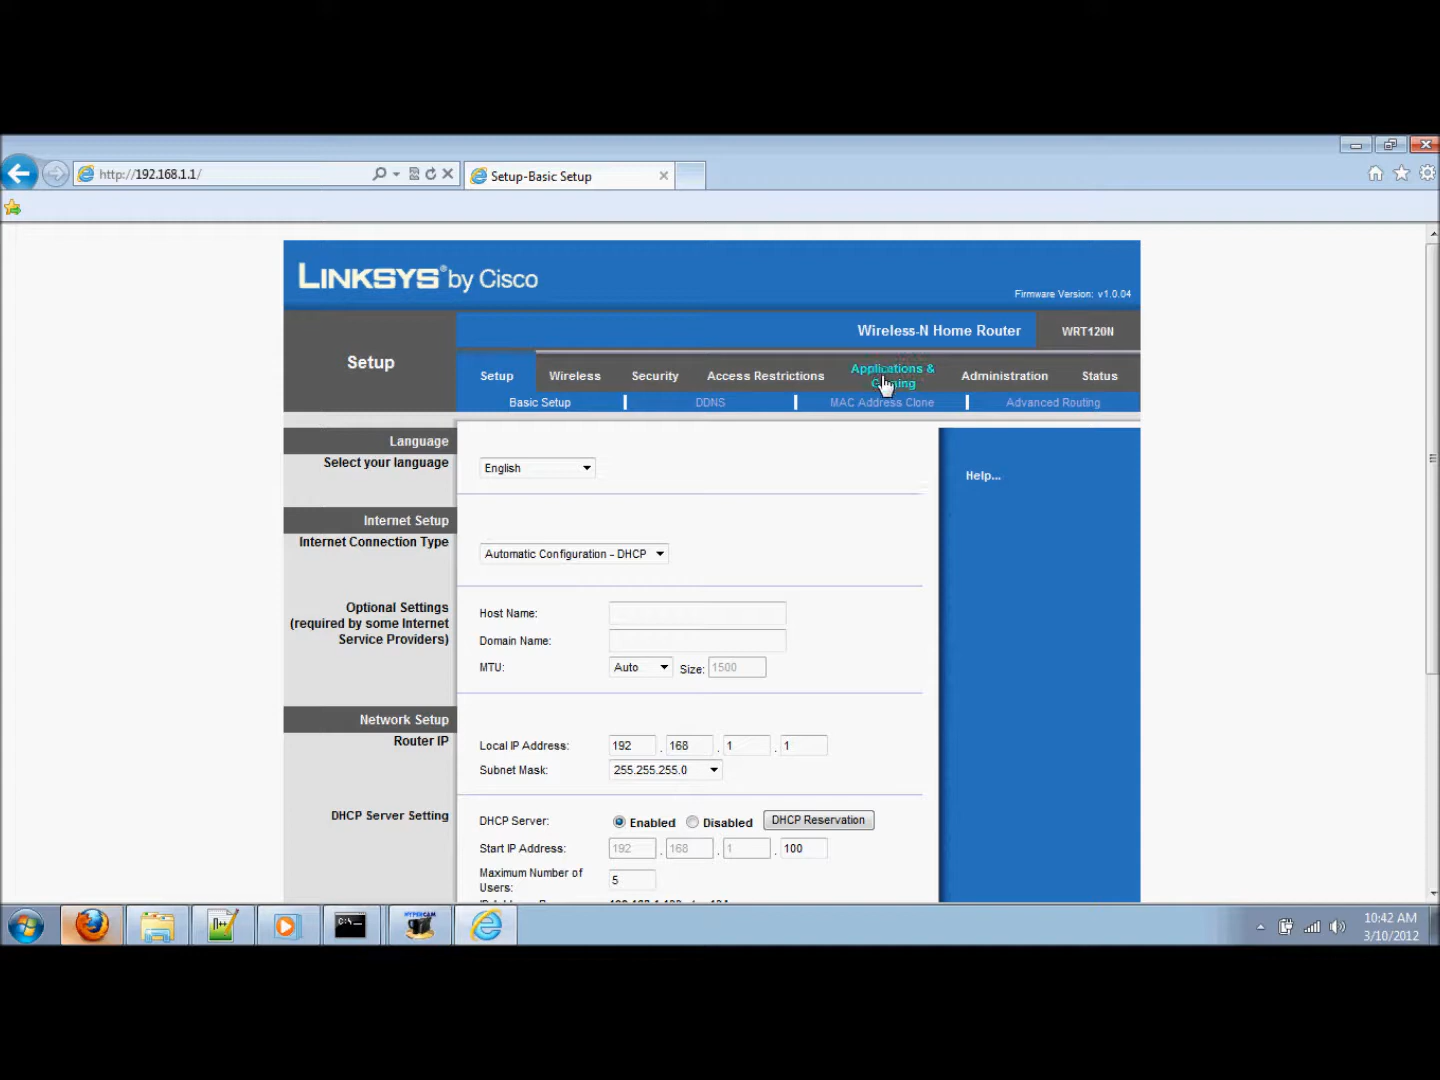 http://192.168.1.1/
Setup-Basic Setup
LINKSYS® by Cisco
Firmware Version: v1.0.04
Wireless-N Home Router
WRT120N
Setup
Setup
Wireless
Security
Access Restrictions
Applications &
Gaming
Administration
Status
Basic Setup
DDNS
MAC Address Clone
Advanced Routing
Language
Select your language
English
Help...
Internet Setup
Internet Connection Type
Automatic Configuration - DHCP
Optional Settings
(required by some Internet
Service Providers)
Host Name:
Domain Name:
MTU: Auto Size: 1500
Network Setup
Router IP
Local IP Address: 192 . 168 . 1 . 1
Subnet Mask: 255.255.255.0
DHCP Server Setting
DHCP Server: Enabled Disabled DHCP Reservation
Start IP Address: 192 . 168 . 1 . 100
Maximum Number of
Users: 5
C:\_
HYPERCAM
10:42 AM
3/10/2012